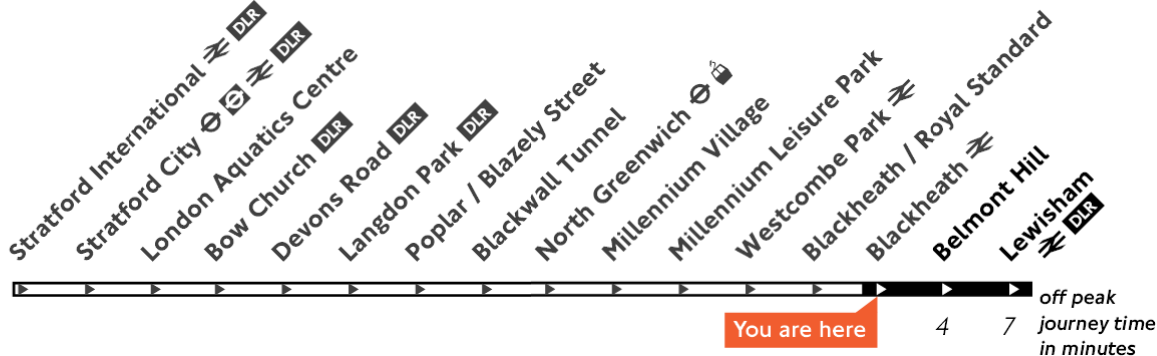 Stratford International DLR
Stratford City DLR
London Aquatics Centre
Bow Church DLR
Devons Road DLR
Langdon Park DLR
Poplar / Blazely Street
Blackwall Tunnel
North Greenwich
Millennium Village
Millennium Leisure Park
Westcombe Park
Blackheath / Royal Standard
Blackheath
Belmont Hill
Lewisham
DLR
You are here
4
7
off peak
journey time
in minutes